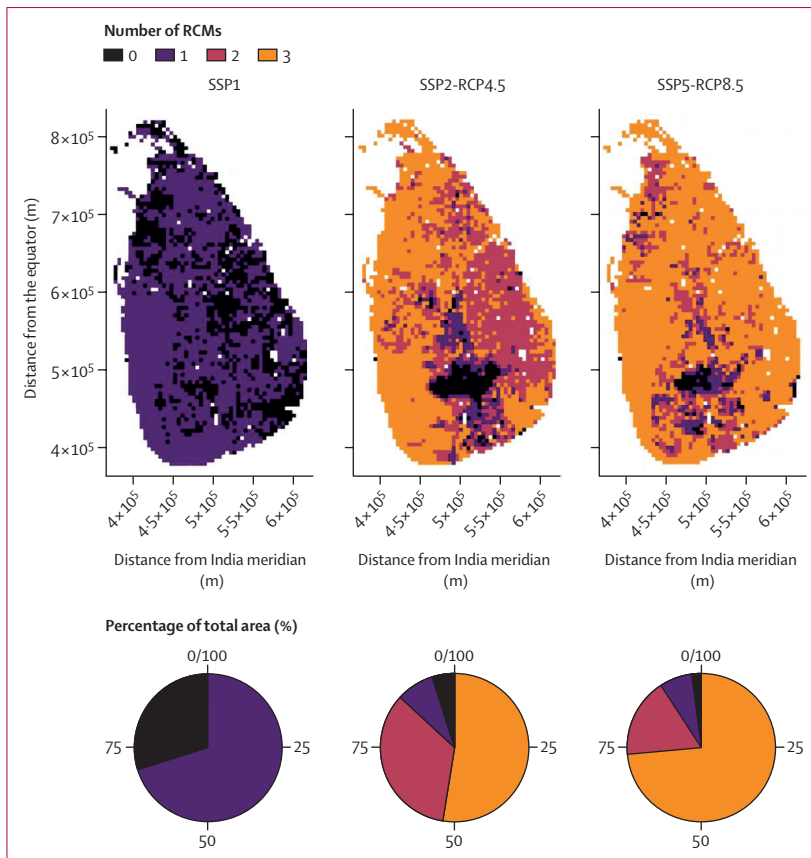 Number of RCMs
0 1 2 3
SSP1 SSP2-RCP4.5 SSP5-RCP8.5
Distance from the equator (m)
8×10⁵
7×10⁵
6×10⁵
5×10⁵
4×10⁵
4×10⁵ 4·5×10⁵ 5×10⁵ 5·5×10⁵ 6×10⁵ 4×10⁵ 4·5×10⁵ 5×10⁵ 5·5×10⁵ 6×10⁵ 4×10⁵ 4·5×10⁵ 5×10⁵ 5·5×10⁵ 6×10⁵
Distance from India meridian Distance from India meridian Distance from India meridian
(m) (m) (m)
Percentage of total area (%)
0/100 0/100 0/100
75 25 75 25 75 25
50 50 50